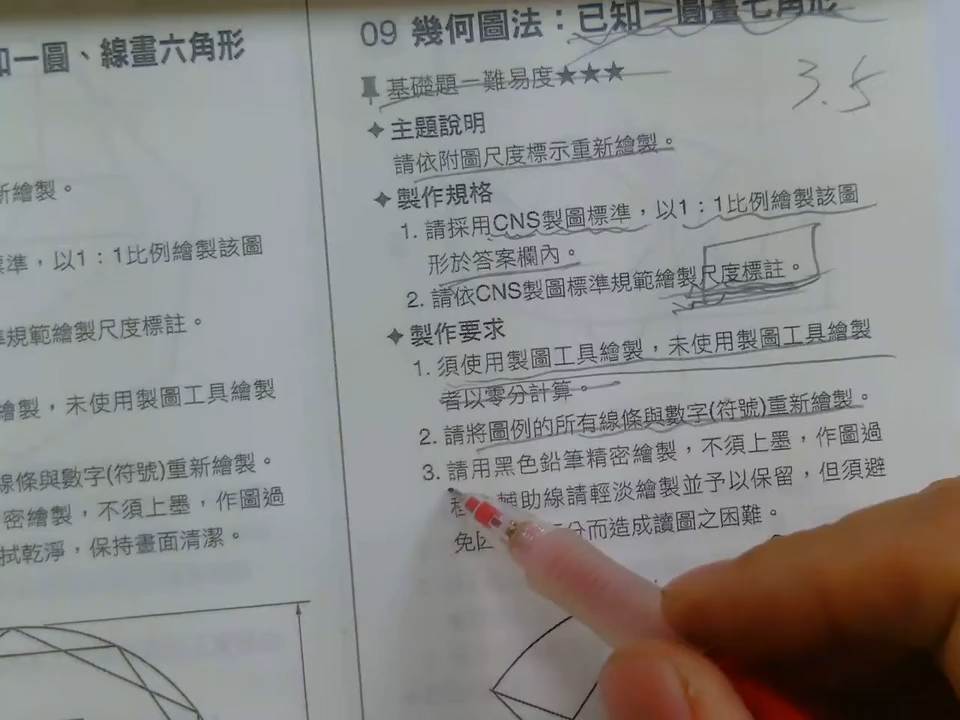 一圓、線畫六角形
新繪製。
準，以1：1比例繪製該圖
規範繪製尺度標註。
繪製，未使用製圖工具繪製
線條與數字(符號)重新繪製。
密繪製，不須上墨，作圖過
拭乾淨，保持畫面清潔。
09 幾何圖法：已知一圓畫七角形
3.5
基礎題－難易度★★★
主題說明
請依附圖尺度標示重新繪製。
製作規格
1. 請採用CNS製圖標準，以1：1比例繪製該圖
形於答案欄內。
2. 請依CNS製圖標準規範繪製尺度標註。
製作要求
1. 須使用製圖工具繪製，未使用製圖工具繪製
者以零分計算。
2. 請將圖例的所有線條與數字(符號)重新繪製。
3. 請用黑色鉛筆精密繪製，不須上墨，作圖過
程 輔助線請輕淡繪製並予以保留，但須避
免因 分而造成讀圖之困難。